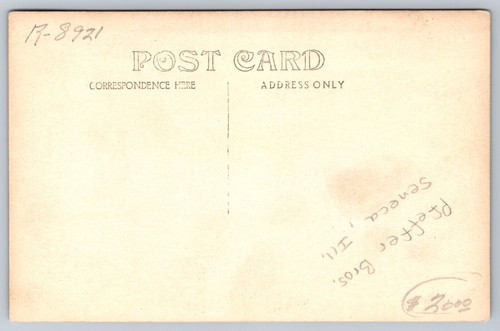 R-8921
POST CARD
CORRESPONDENCE HERE
ADDRESS ONLY
Pfeffer Bros.
Seneca, Ill.
$2000